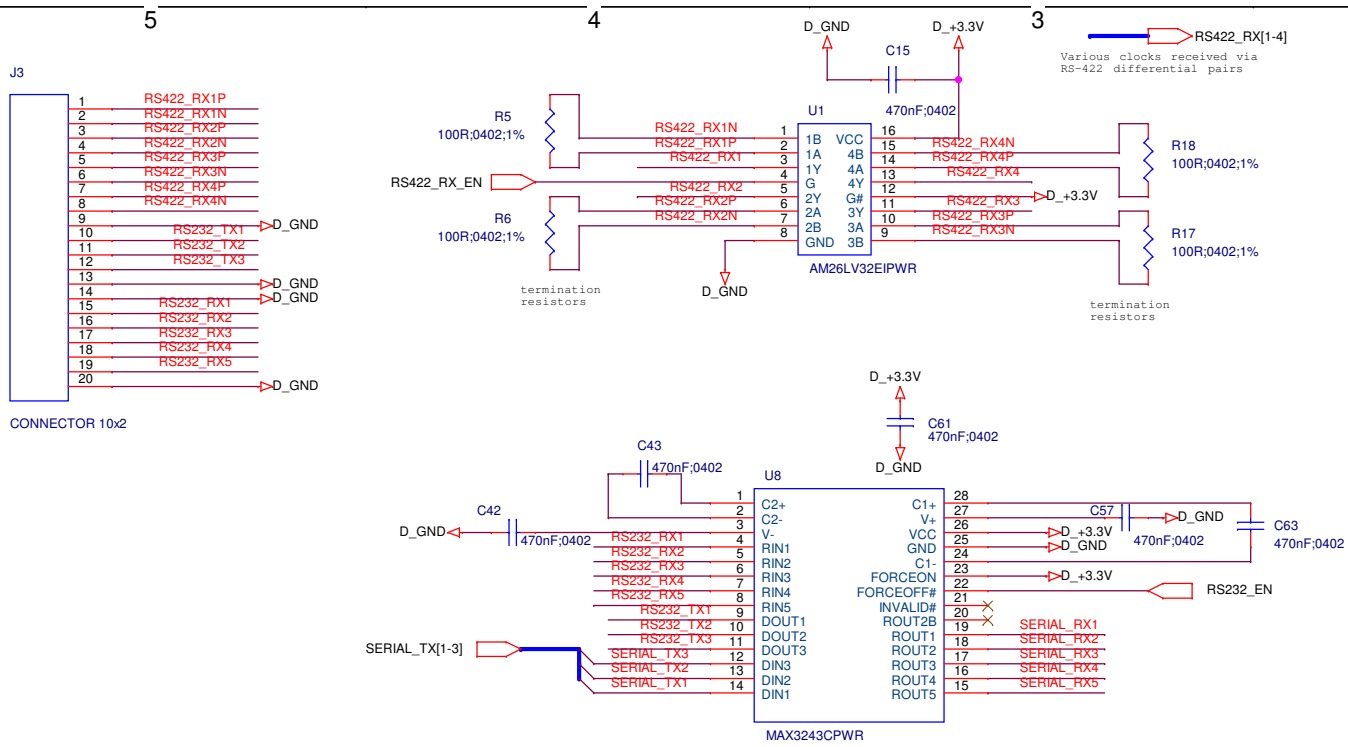 5
4
3
J3
1
RS422_RX1P
2
RS422_RX1N
3
RS422_RX2P
4
RS422_RX2N
5
RS422_RX3P
6
RS422_RX3N
7
RS422_RX4P
8
RS422_RX4N
9
D_GND
10
RS232_TX1
11
RS232_TX2
12
RS232_TX3
13
D_GND
14
D_GND
15
RS232_RX1
16
RS232_RX2
17
RS232_RX3
18
RS232_RX4
19
RS232_RX5
20
D_GND
CONNECTOR 10x2
D_GND
D_+3.3V
C15
470nF;0402
RS422_RX[1-4]
Various clocks received via
RS-422 differential pairs
R5
100R;0402;1%
RS422_RX_EN
R6
100R;0402;1%
termination
resistors
RS422_RX1N
RS422_RX1P
RS422_RX1
RS422_RX2
RS422_RX2P
RS422_RX2N
D_GND
U1
1 1B VCC 16
2 1A 4B 15
3 1Y 4A 14
4 G 4Y 13
5 2Y G# 12
6 2A 3Y 11
7 2B 3A 10
8 GND 3B 9
AM26LV32EIPWR
RS422_RX4N
RS422_RX4P
RS422_RX4
D_+3.3V
RS422_RX3
RS422_RX3P
RS422_RX3N
R18
100R;0402;1%
R17
100R;0402;1%
termination
resistors
D_+3.3V
C61
470nF;0402
D_GND
C43
470nF;0402
C42
D_GND
470nF;0402
RS232_RX1
RS232_RX2
RS232_RX3
RS232_RX4
RS232_RX5
RS232_TX1
RS232_TX2
RS232_TX3
SERIAL_TX3
SERIAL_TX2
SERIAL_TX1
SERIAL_TX[1-3]
U8
1 C2+ C1+ 28
2 C2- V+ 27
3 V- VCC 26
4 RIN1 GND 25
5 RIN2 C1- 24
6 RIN3 FORCEON 23
7 RIN4 FORCEOFF# 22
8 RIN5 INVALID# 21
9 DOUT1 ROUT2B 20
10 DOUT2 ROUT1 19
11 DOUT3 ROUT2 18
12 DIN3 ROUT3 17
13 DIN2 ROUT4 16
14 DIN1 ROUT5 15
MAX3243CPWR
C57
D_GND
470nF;0402
C63
470nF;0402
D_+3.3V
D_GND
D_+3.3V
RS232_EN
SERIAL_RX1
SERIAL_RX2
SERIAL_RX3
SERIAL_RX4
SERIAL_RX5